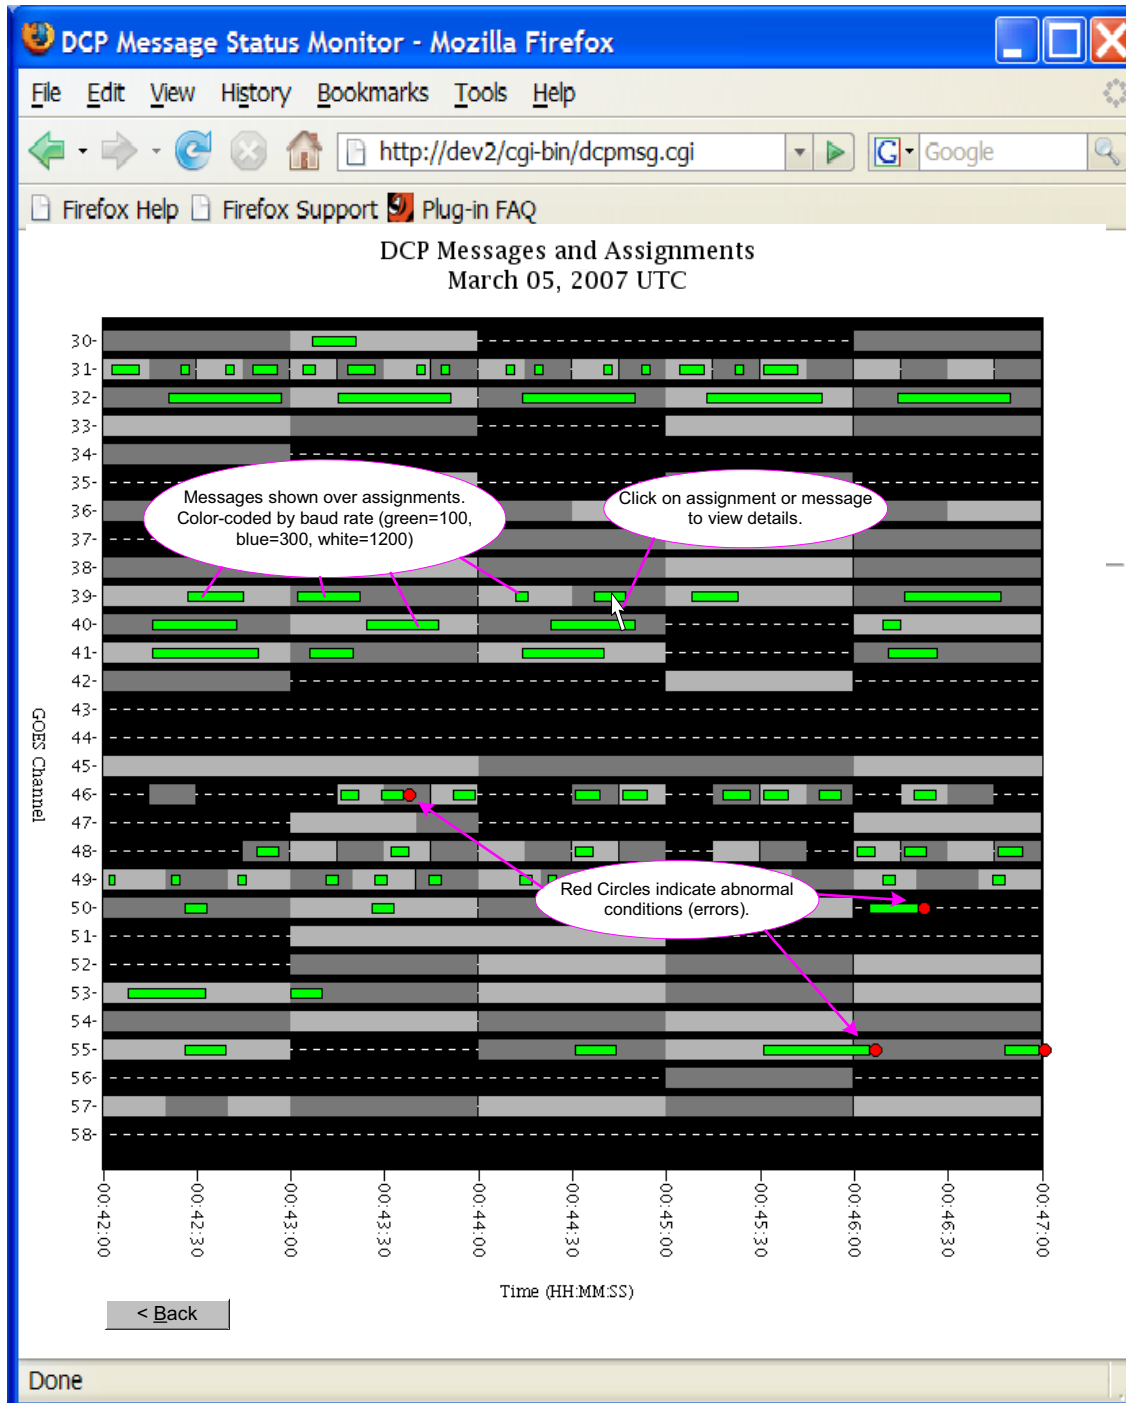 DCP Message Status Monitor - Mozilla Firefox
File Edit View History Bookmarks Tools Help
http://dev2/cgi-bin/dcpmsg.cgi
G Google
Firefox Help Firefox Support Plug-in FAQ
DCP Messages and Assignments
March 05, 2007 UTC
30-
31-
32-
33-
34-
35-
36-
37-
38-
39-
40-
41-
42-
43-
44-
45-
46-
47-
48-
49-
50-
51-
52-
53-
54-
55-
56-
57-
58-
GOES Channel
Messages shown over assignments.
Color-coded by baud rate (green=100,
blue=300, white=1200)
Click on assignment or message
to view details.
Red Circles indicate abnormal
conditions (errors).
00:42:00
00:42:30
00:43:00
00:43:30
00:44:00
00:44:30
00:45:00
00:45:30
00:46:00
00:46:30
00:47:00
Time (HH:MM:SS)
< Back
Done